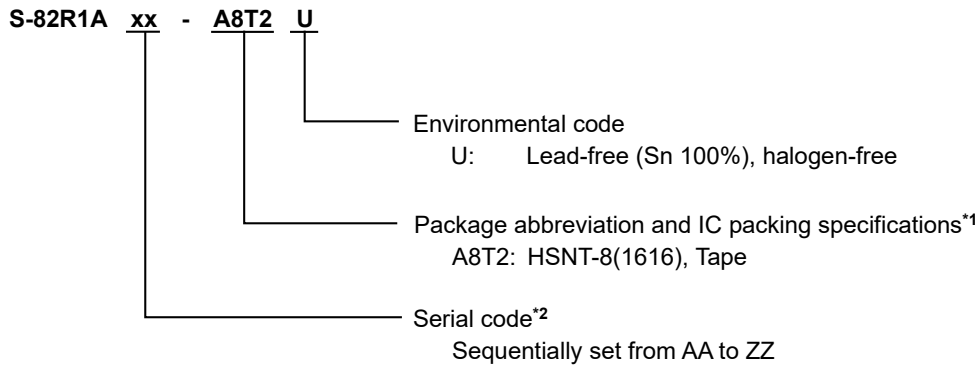 S-82R1A xx - A8T2 U
Environmental code
U: Lead-free (Sn 100%), halogen-free
Package abbreviation and IC packing specifications*1
A8T2: HSNT-8(1616), Tape
Serial code*2
Sequentially set from AA to ZZ